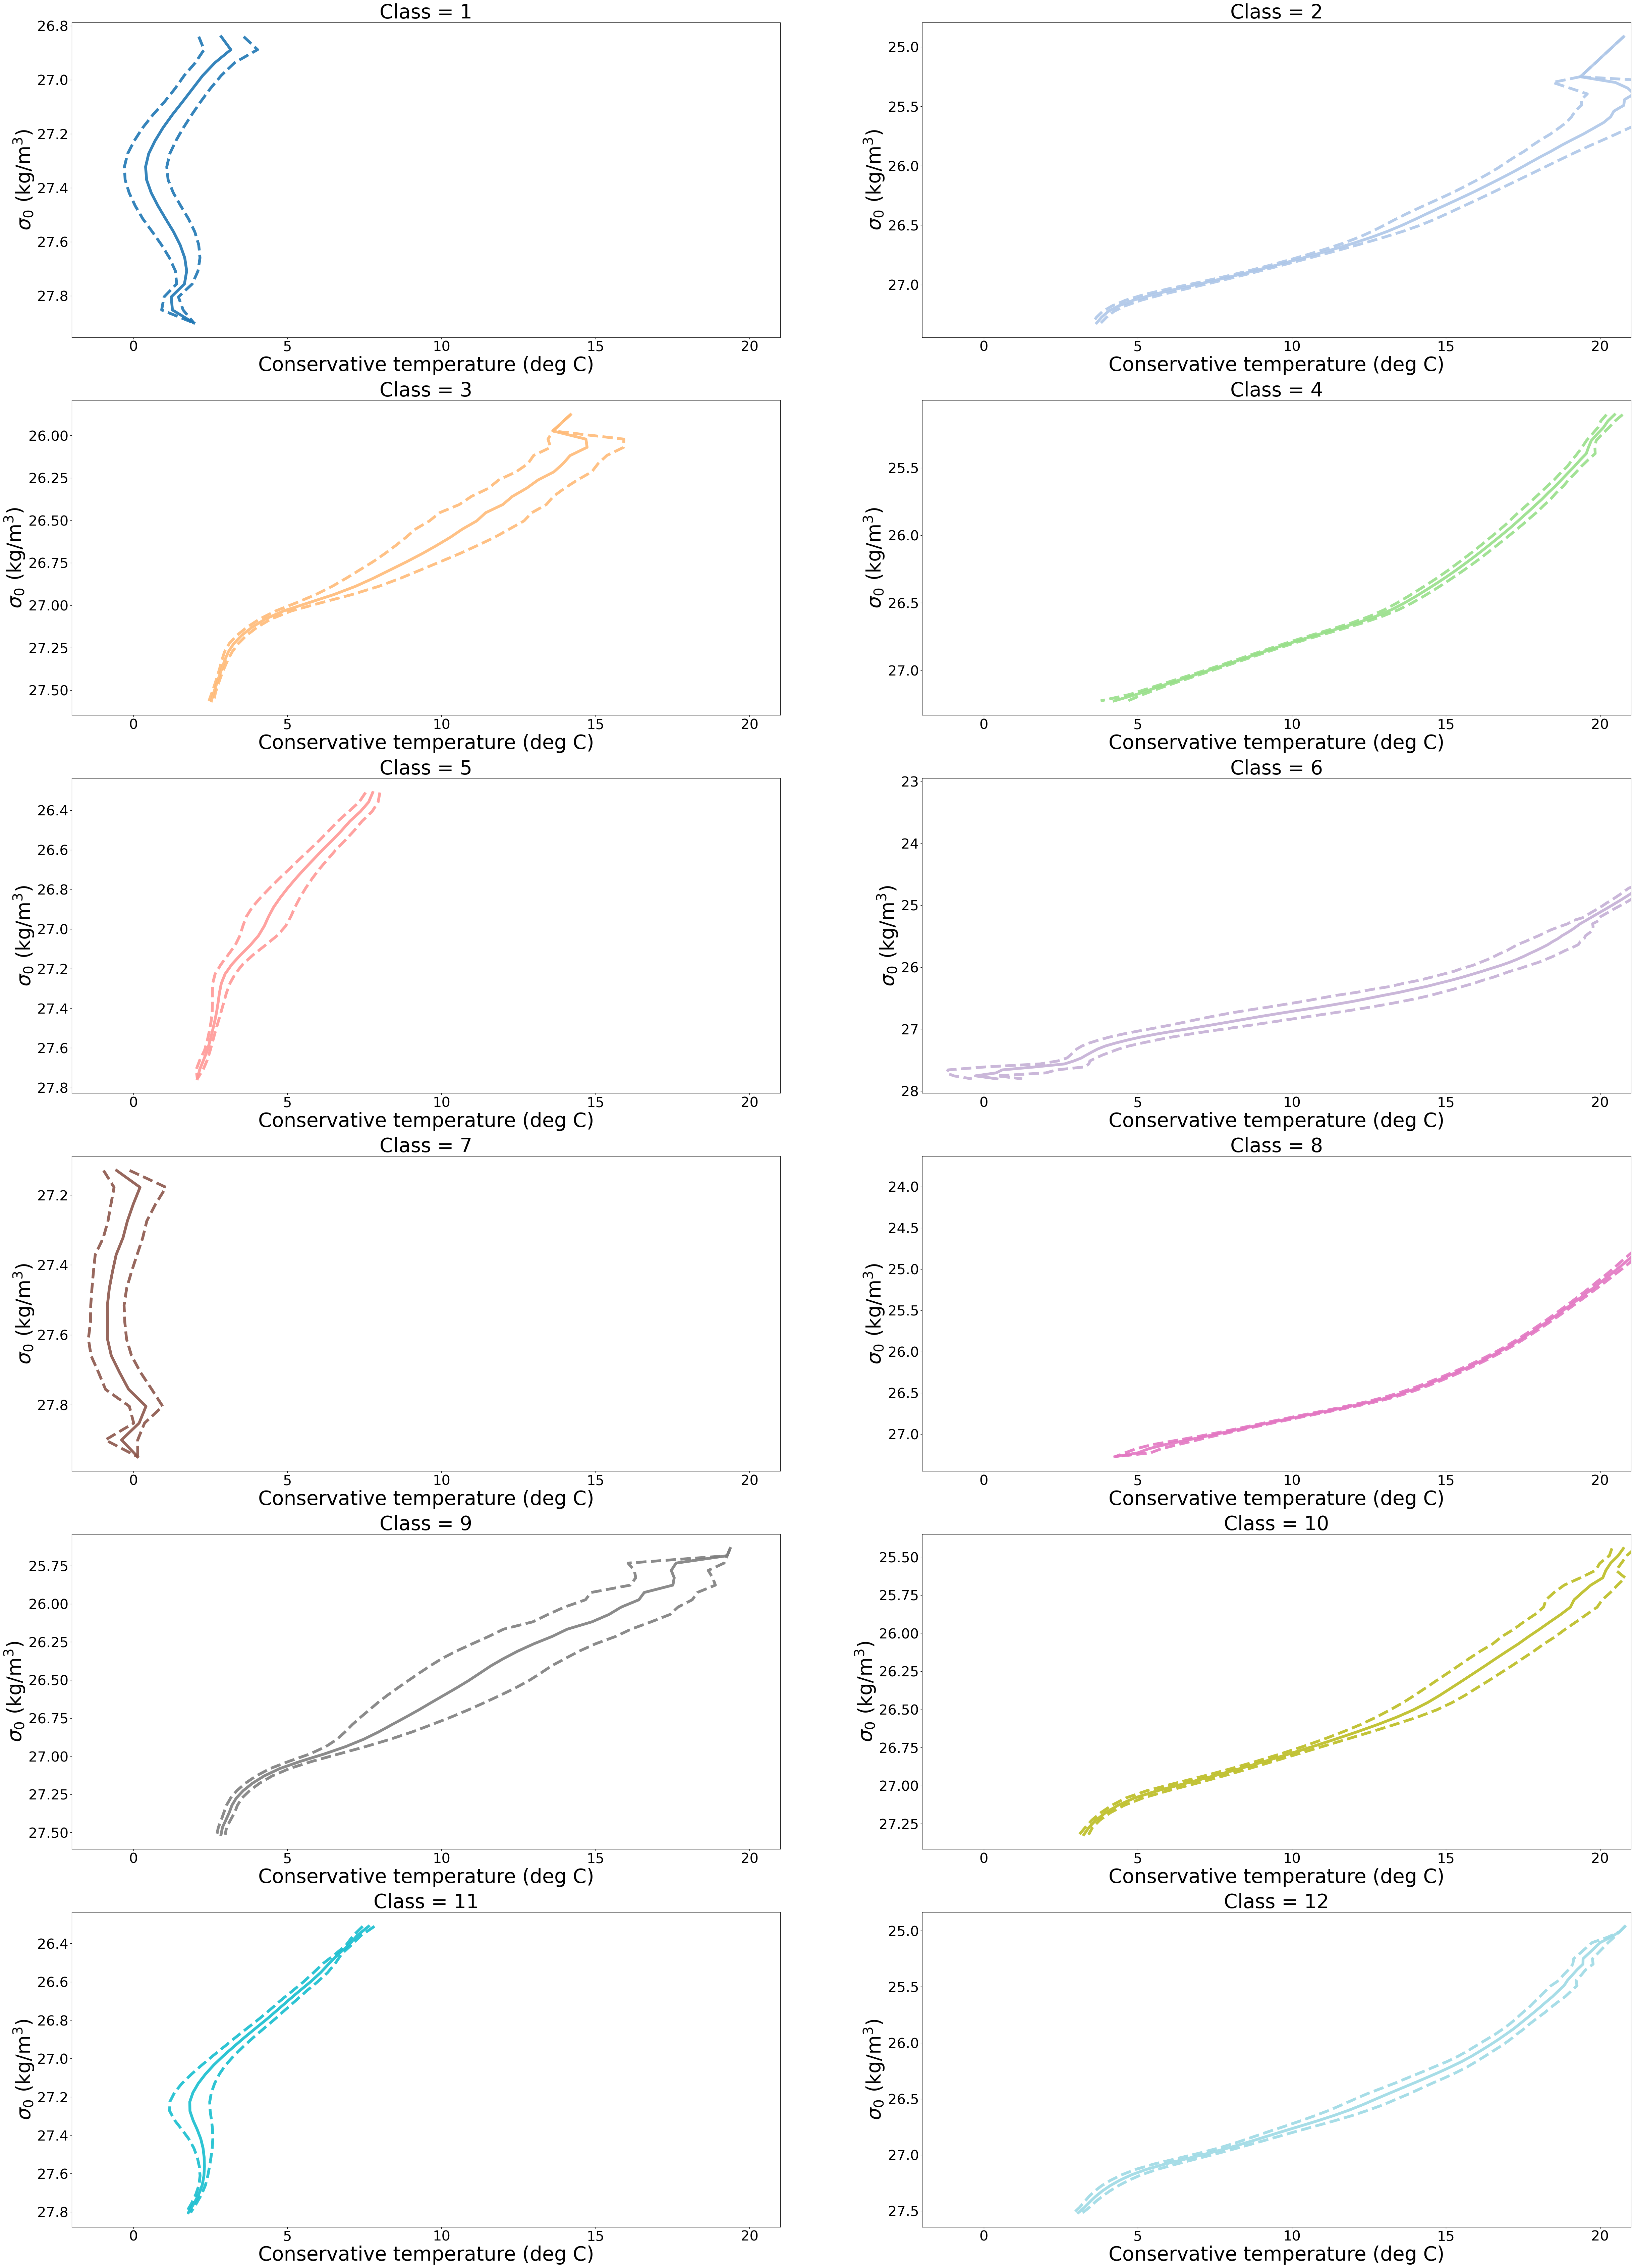 Class = 1
26.8
27.0
27.2
27.4
27.6
27.8
σ0 (kg/m3)
0 5 10 15 20
Conservative temperature (deg C)
Class = 2
25.0
25.5
26.0
26.5
27.0
σ0 (kg/m3)
0 5 10 15 20
Conservative temperature (deg C)
Class = 3
26.00
26.25
26.50
26.75
27.00
27.25
27.50
σ0 (kg/m3)
0 5 10 15 20
Conservative temperature (deg C)
Class = 4
25.5
26.0
26.5
27.0
σ0 (kg/m3)
0 5 10 15 20
Conservative temperature (deg C)
Class = 5
26.4
26.6
26.8
27.0
27.2
27.4
27.6
27.8
σ0 (kg/m3)
0 5 10 15 20
Conservative temperature (deg C)
Class = 6
23
24
25
26
27
28
σ0 (kg/m3)
0 5 10 15 20
Conservative temperature (deg C)
Class = 7
27.2
27.4
27.6
27.8
σ0 (kg/m3)
0 5 10 15 20
Conservative temperature (deg C)
Class = 8
24.0
24.5
25.0
25.5
26.0
26.5
27.0
σ0 (kg/m3)
0 5 10 15 20
Conservative temperature (deg C)
Class = 9
25.75
26.00
26.25
26.50
26.75
27.00
27.25
27.50
σ0 (kg/m3)
0 5 10 15 20
Conservative temperature (deg C)
Class = 10
25.50
25.75
26.00
26.25
26.50
26.75
27.00
27.25
σ0 (kg/m3)
0 5 10 15 20
Conservative temperature (deg C)
Class = 11
26.4
26.6
26.8
27.0
27.2
27.4
27.6
27.8
σ0 (kg/m3)
0 5 10 15 20
Conservative temperature (deg C)
Class = 12
25.0
25.5
26.0
26.5
27.0
27.5
σ0 (kg/m3)
0 5 10 15 20
Conservative temperature (deg C)